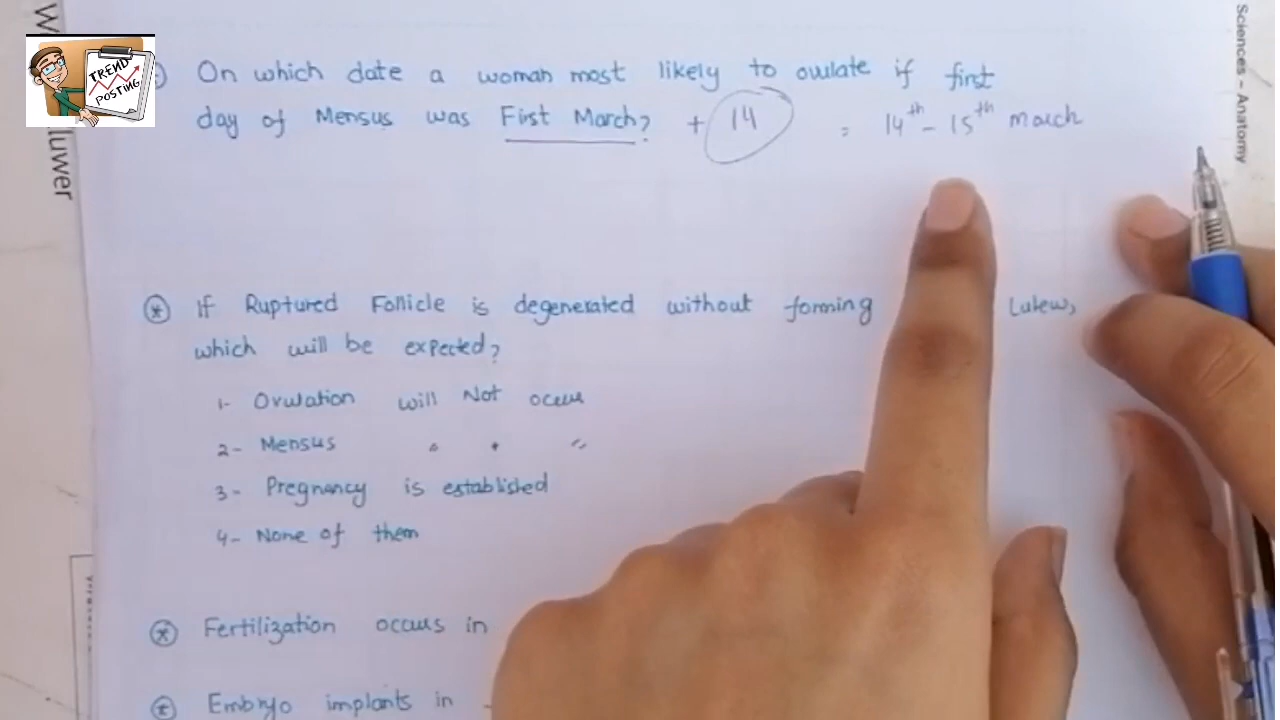 Sciences – Anatomy
W
luwer
TREND
POSTING
On which date a woman most likely to ovulate if first
day of Mensus was First March? + 14 = 14th - 15th march
If Ruptured Follicle is degenerated without forming Lutew,
which will be expected?
1- Ovulation will Not occur
2- Mensus " " "
3- Pregnancy is established
4- None of them
Fertilization occurs in
Embryo implants in